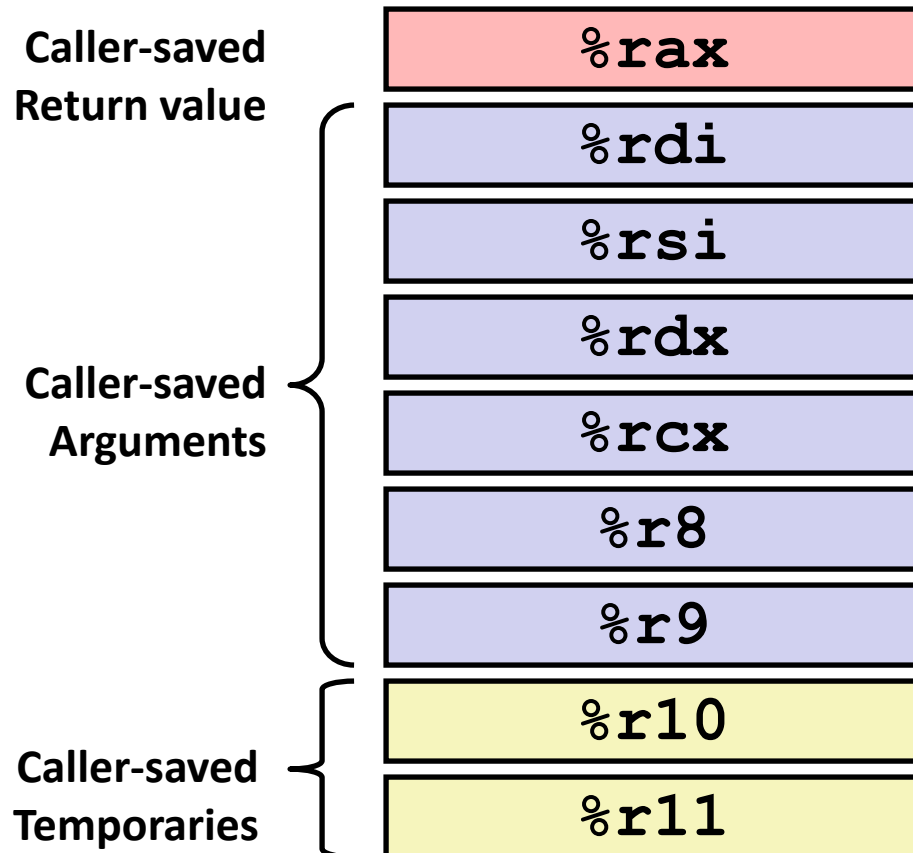 Caller-saved
Return value
%rax
%rdi
%rsi
%rdx
Caller-saved
Arguments
%rcx
%r8
%r9
%r10
Caller-saved
Temporaries
%r11